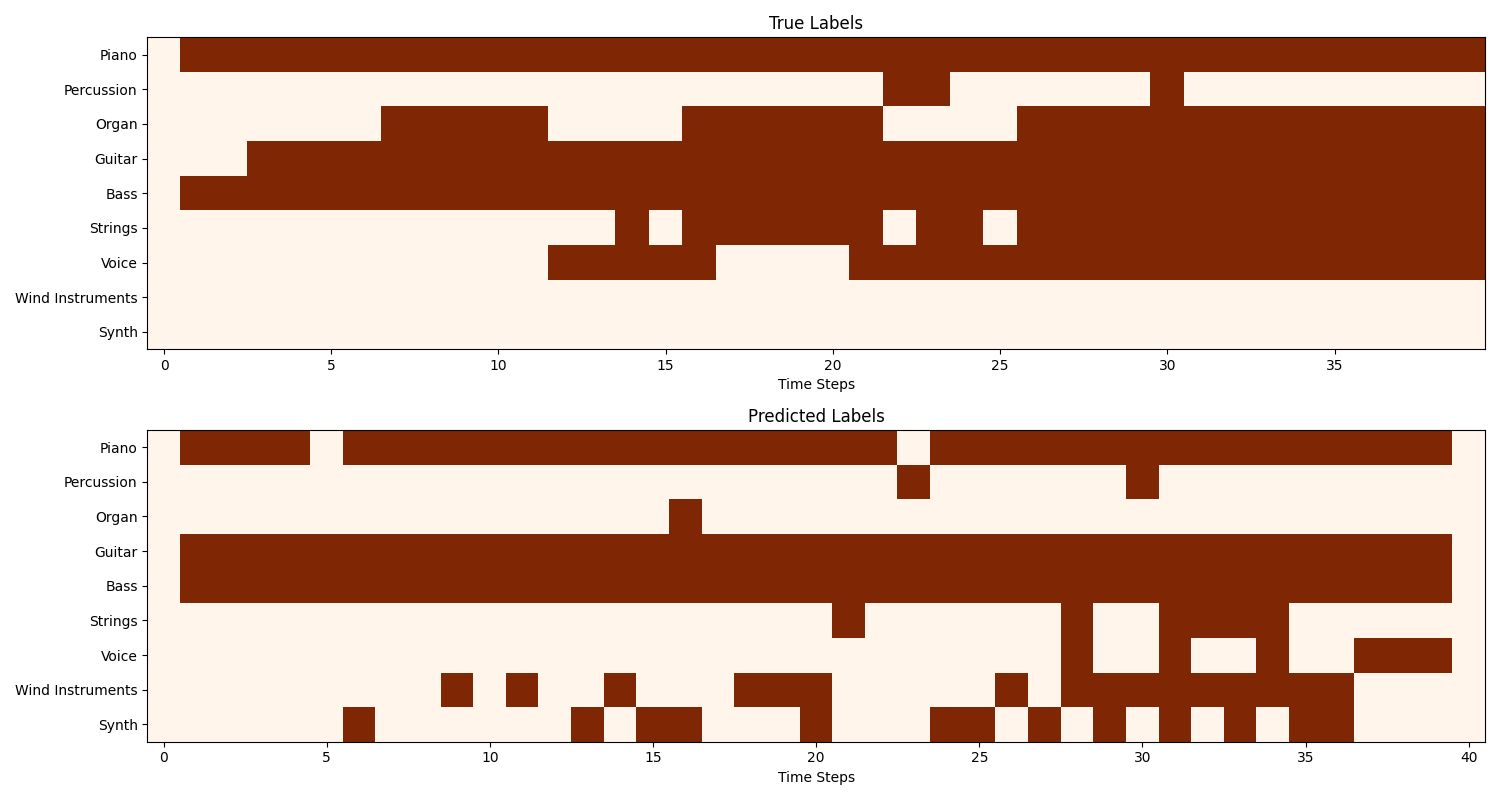 True Labels
Piano
Percussion
Organ
Guitar
Bass
Strings
Voice
Wind Instruments
Synth
0 5 10 15 20 25 30 35
Time Steps
Predicted Labels
Piano
Percussion
Organ
Guitar
Bass
Strings
Voice
Wind Instruments
Synth
0 5 10 15 20 25 30 35 40
Time Steps